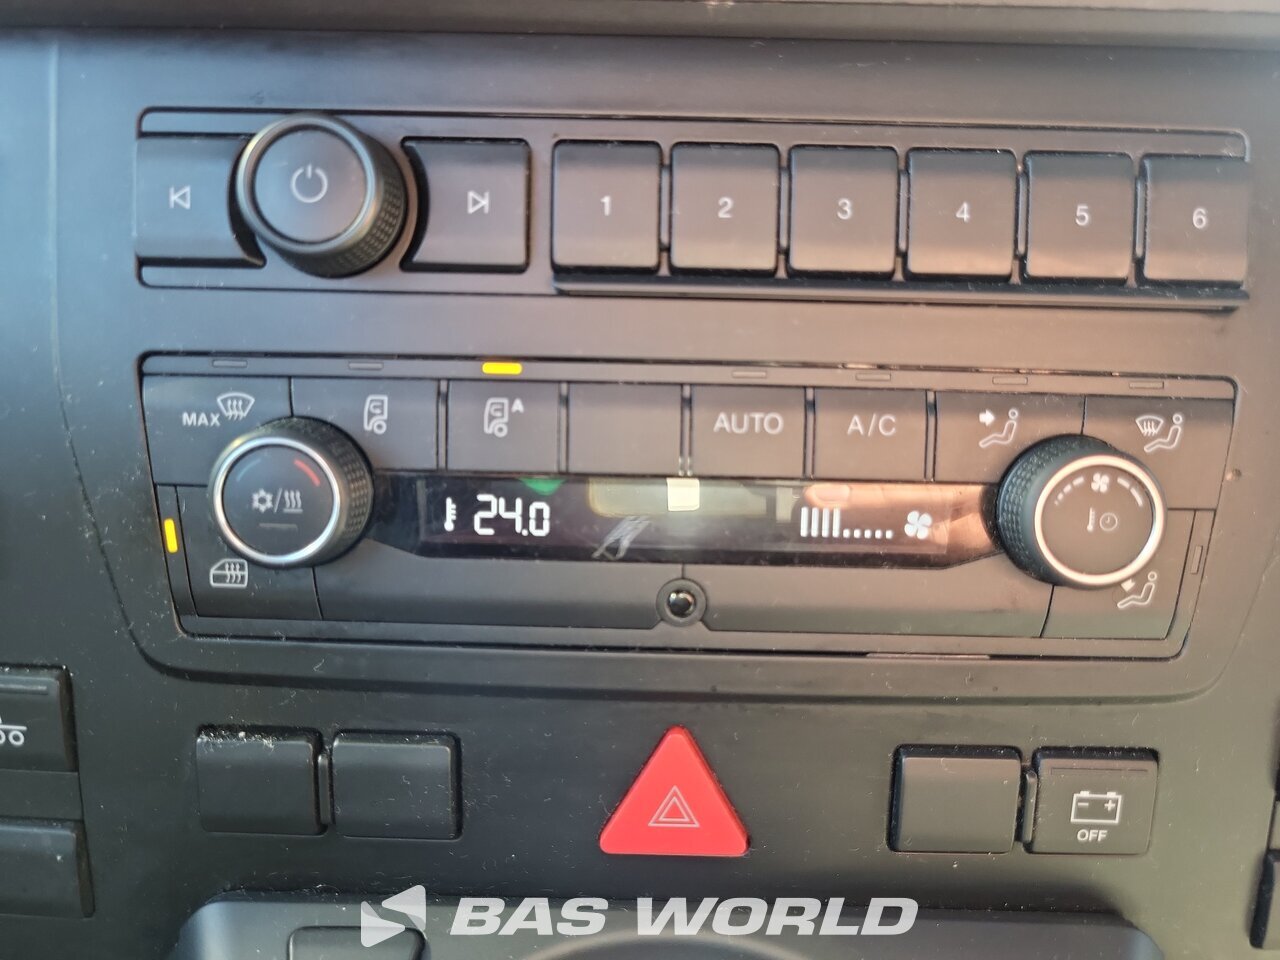 1 2 3 4 5 6
MAX A AUTO A/C
24.0
OFF
BAS WORLD